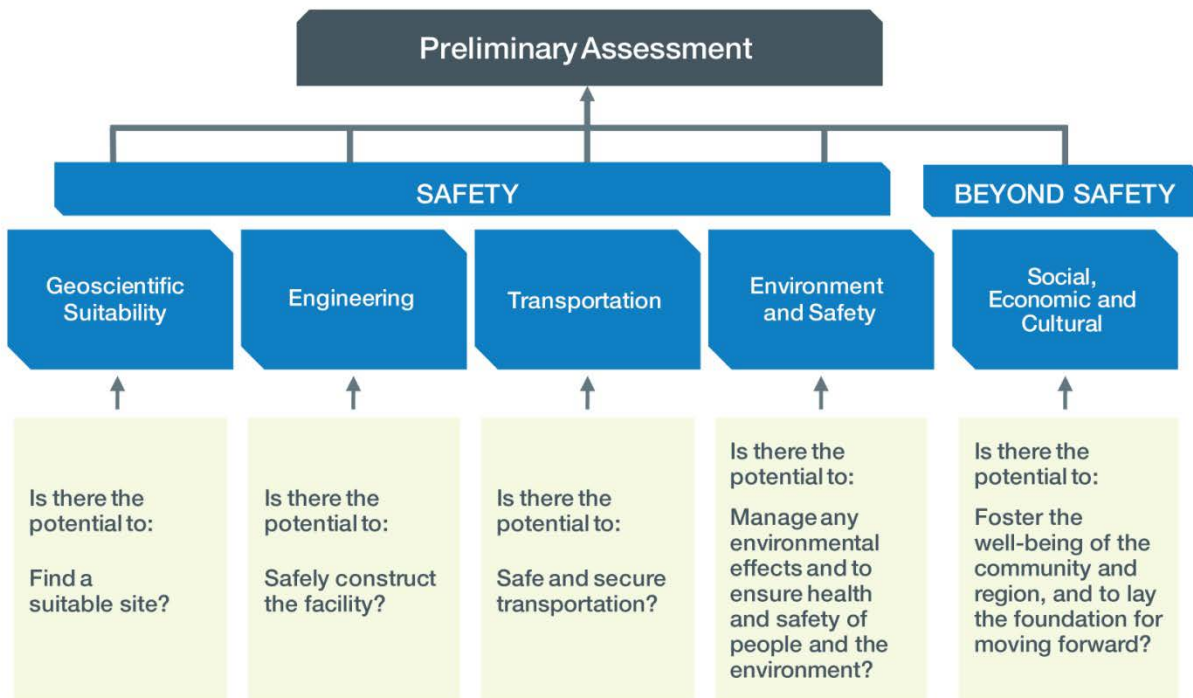 Preliminary Assessment
SAFETY
BEYOND SAFETY
Geoscientific
Suitability
Engineering
Transportation
Environment
and Safety
Social,
Economic and
Cultural
Is there the
potential to:
Find a
suitable site?
Is there the
potential to:
Safely construct
the facility?
Is there the
potential to:
Safe and secure
transportation?
Is there the
potential to:
Manage any
environmental
effects and to
ensure health
and safety of
people and the
environment?
Is there the
potential to:
Foster the
well-being of the
community and
region, and to lay
the foundation for
moving forward?